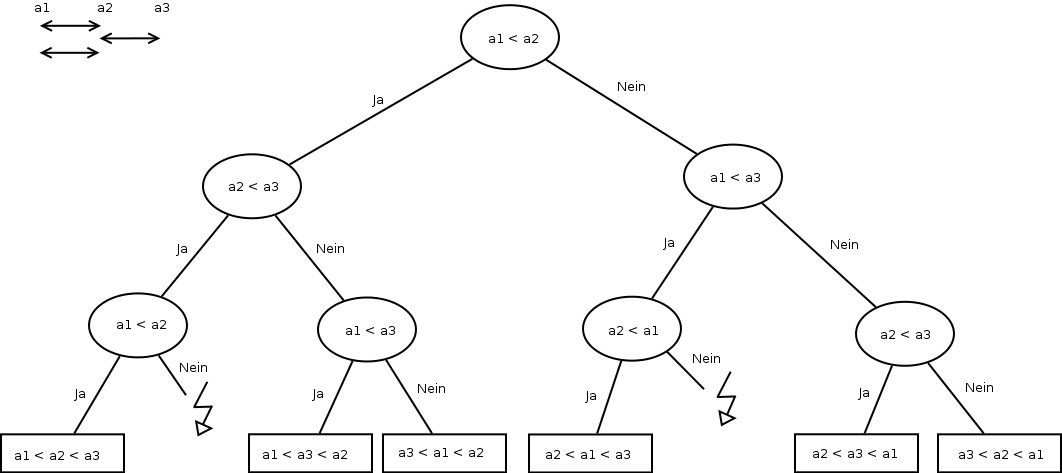 a1 a2 a3
a1 < a2
Ja
Nein
a2 < a3
a1 < a3
Ja
Nein
Ja
Nein
a1 < a2
a1 < a3
a2 < a1
a2 < a3
Ja
Nein
Ja
Nein
Ja
Nein
Ja
Nein
a1 < a2 < a3
a1 < a3 < a2
a3 < a1 < a2
a2 < a1 < a3
a2 < a3 < a1
a3 < a2 < a1